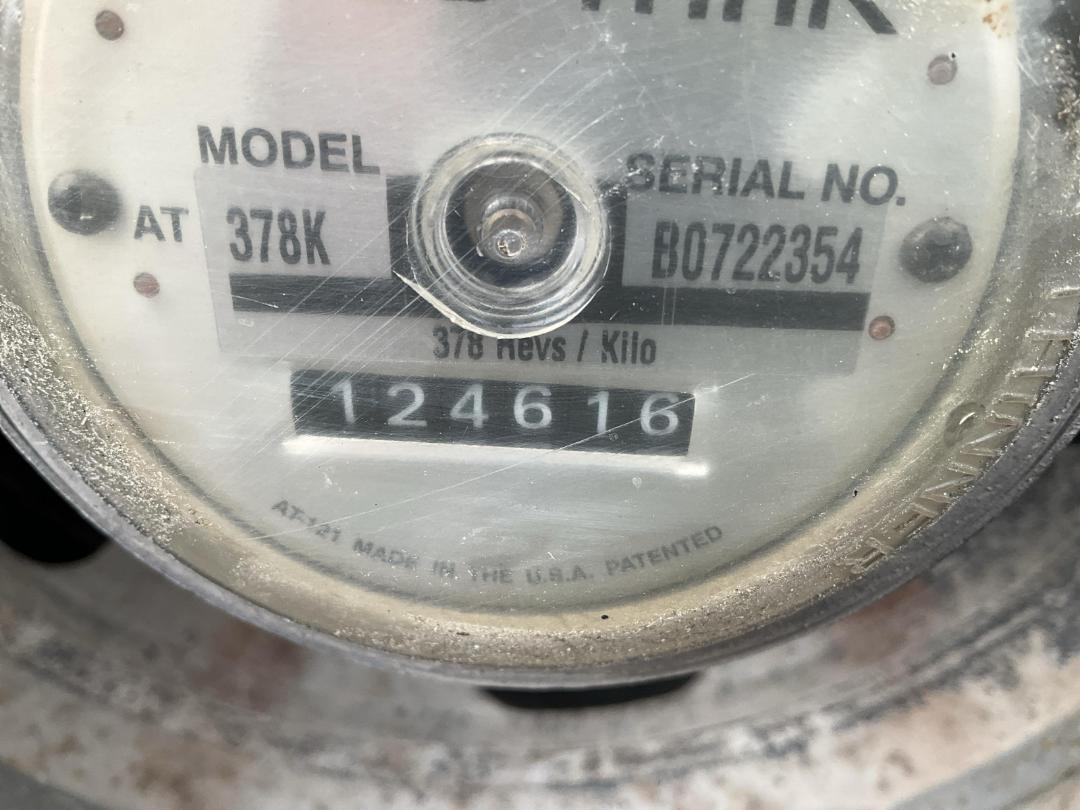 MODEL
SERIAL NO.
AT
378K
B0722354
378 Revs / Kilo
124616
AT-121 MADE IN THE U.S.A. PATENTED